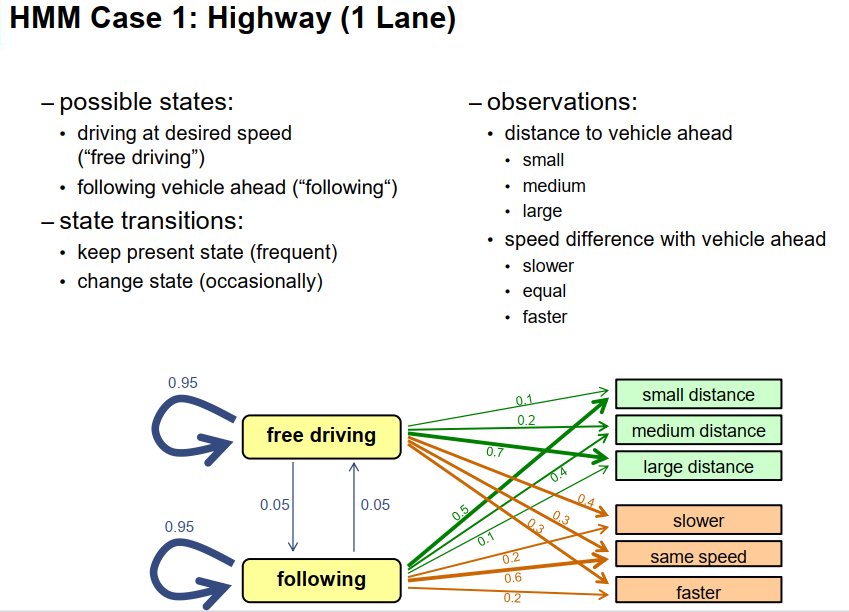 HMM Case 1: Highway (1 Lane)
– possible states:
• driving at desired speed
(“free driving”)
• following vehicle ahead (“following“)
– state transitions:
• keep present state (frequent)
• change state (occasionally)
– observations:
• distance to vehicle ahead
• small
• medium
• large
• speed difference with vehicle ahead
• slower
• equal
• faster
0.95
free driving
0.05
0.05
0.95
following
0.1
0.2
0.7
0.4
0.5
0.1
0.4
0.3
0.3
0.2
0.6
0.2
small distance
medium distance
large distance
slower
same speed
faster